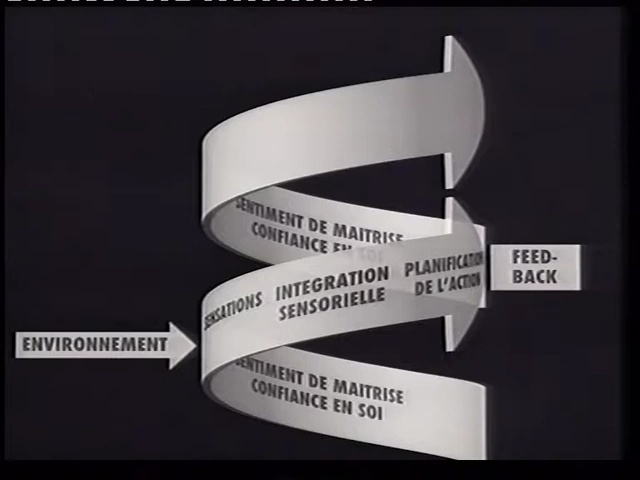 SENTIMENT DE MAITRISE
CONFIANCE EN SOI
SENSATIONS
INTEGRATION
SENSORIELLE
PLANIFICATION
DE L'ACTION
FEED-
BACK
ENVIRONNEMENT
SENTIMENT DE MAITRISE
CONFIANCE EN SOI